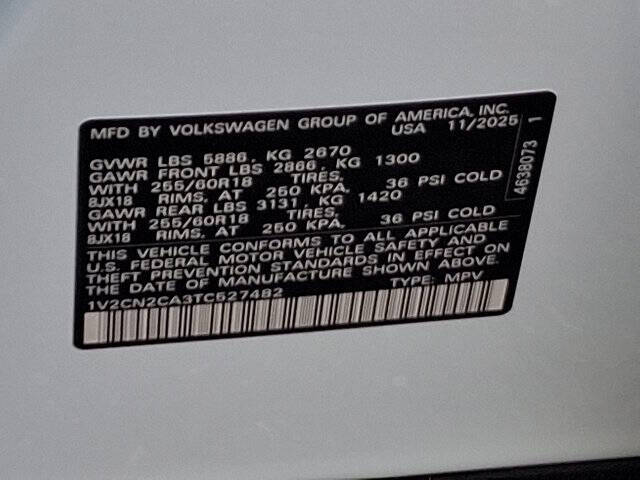 MFD BY VOLKSWAGEN GROUP OF AMERICA, INC.
USA 11/2025
GVWR LBS 5886, KG 2670
GAWR FRONT LBS 2866, KG 1300
WITH 255/60R18 TIRES,
8JX18 RIMS, AT 250 KPA, 36 PSI COLD
GAWR REAR LBS 3131, KG 1420
WITH 255/60R18 TIRES,
8JX18 RIMS, AT 250 KPA, 36 PSI COLD
THIS VEHICLE CONFORMS TO ALL APPLICABLE
U.S. FEDERAL MOTOR VEHICLE SAFETY AND
THEFT PREVENTION STANDARDS IN EFFECT ON
THE DATE OF MANUFACTURE SHOWN ABOVE.
1V2CN2CA3TC527482 TYPE: MPV
4638073 1